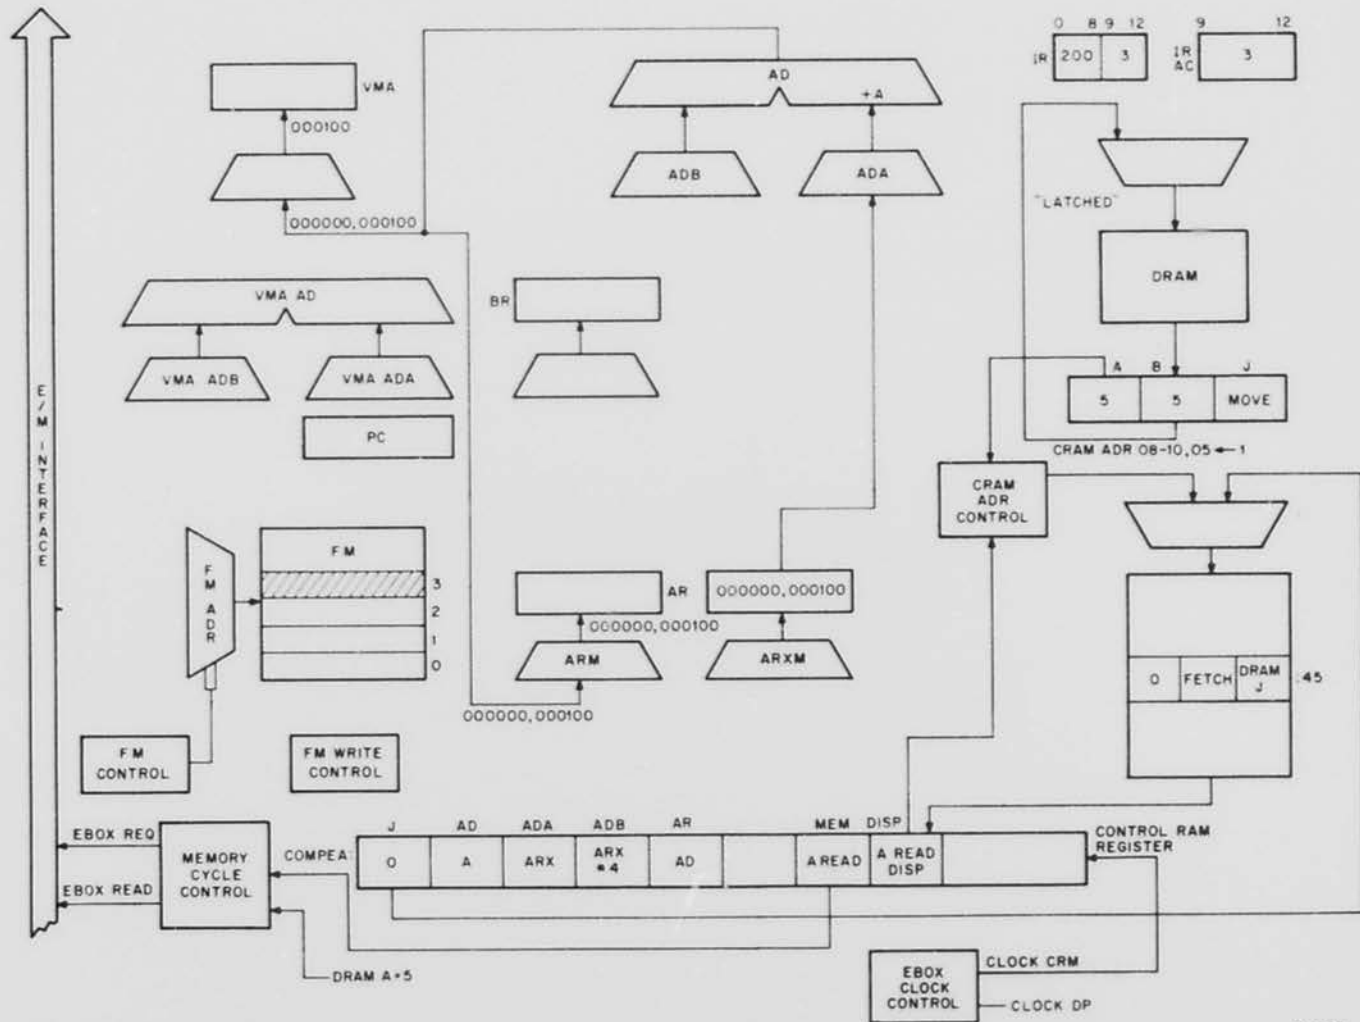 0 8 9 12
9 12
IR 200 3
IR AC 3
VMA
000100
AD
+A
ADB
ADA
"LATCHED"
000000,000100
DRAM
VMA AD
BR
VMA ADB
VMA ADA
A B J
5 5 MOVE
PC
CRAM ADR 08-10,05 ← 1
E/M INTERFACE
CRAM
ADR
CONTROL
FM ADR
FM
3
2
1
0
AR
000000,000100
000000,000100
ARM
ARXM
0 FETCH DRAM J :45
000000,000100
FM
CONTROL
FM WRITE
CONTROL
J AD ADA ADB AR MEM DISP
EBOX REQ
MEMORY
CYCLE
CONTROL
COMPEA:
0 A ARX ARX *4 AD A READ A READ DISP
CONTROL RAM
REGISTER
EBOX READ
DRAM A=5
EBOX
CLOCK
CONTROL
CLOCK CRM
CLOCK DP